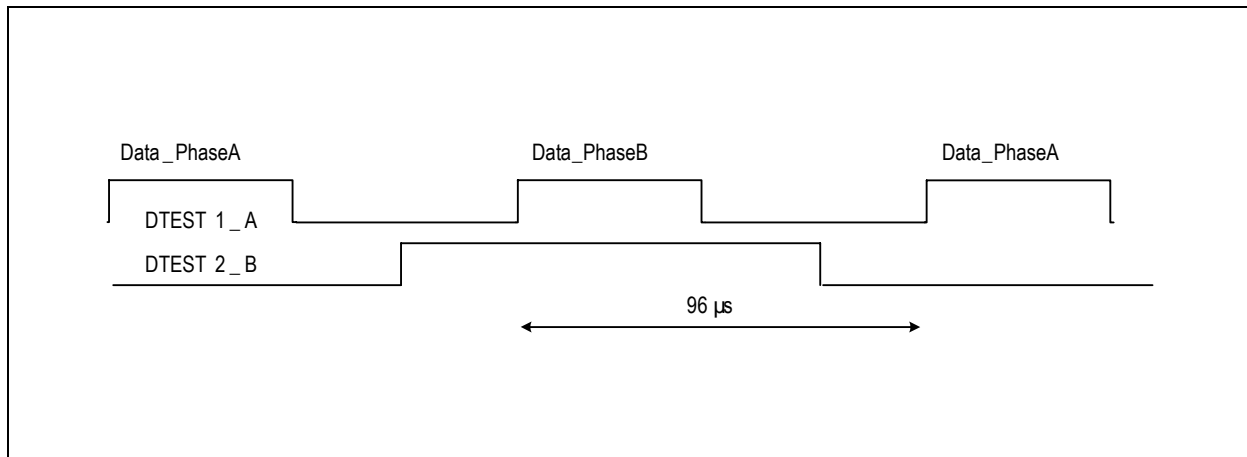 Data_PhaseA Data_PhaseB Data_PhaseA
DTEST 1_A
DTEST 2_B
96 µs